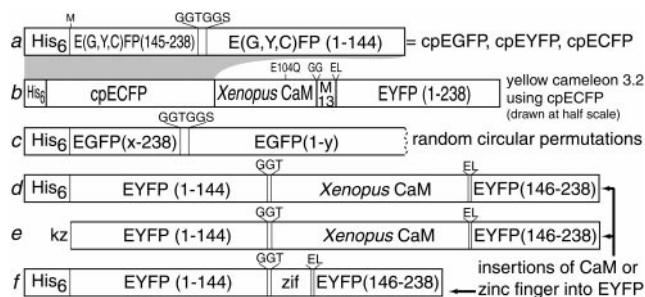 M GGTGGS
a His6 E(G,Y,C)FP(145-238) E(G,Y,C)FP (1-144) = cpEGFP, cpEYFP, cpECFP
E104Q GG EL
b His6 cpECFP Xenopus CaM M13 EYFP (1-238) yellow cameleon 3.2
using cpECFP
(drawn at half scale)
GGTGGS
c His6 EGFP(x-238) EGFP(1-y) random circular permutations
GGT EL
d His6 EYFP (1-144) Xenopus CaM EYFP(146-238)
GGT EL
e kz EYFP (1-144) Xenopus CaM EYFP(146-238)
GGT EL
f His6 EYFP (1-144) zif EYFP(146-238)
insertions of CaM or
zinc finger into EYFP